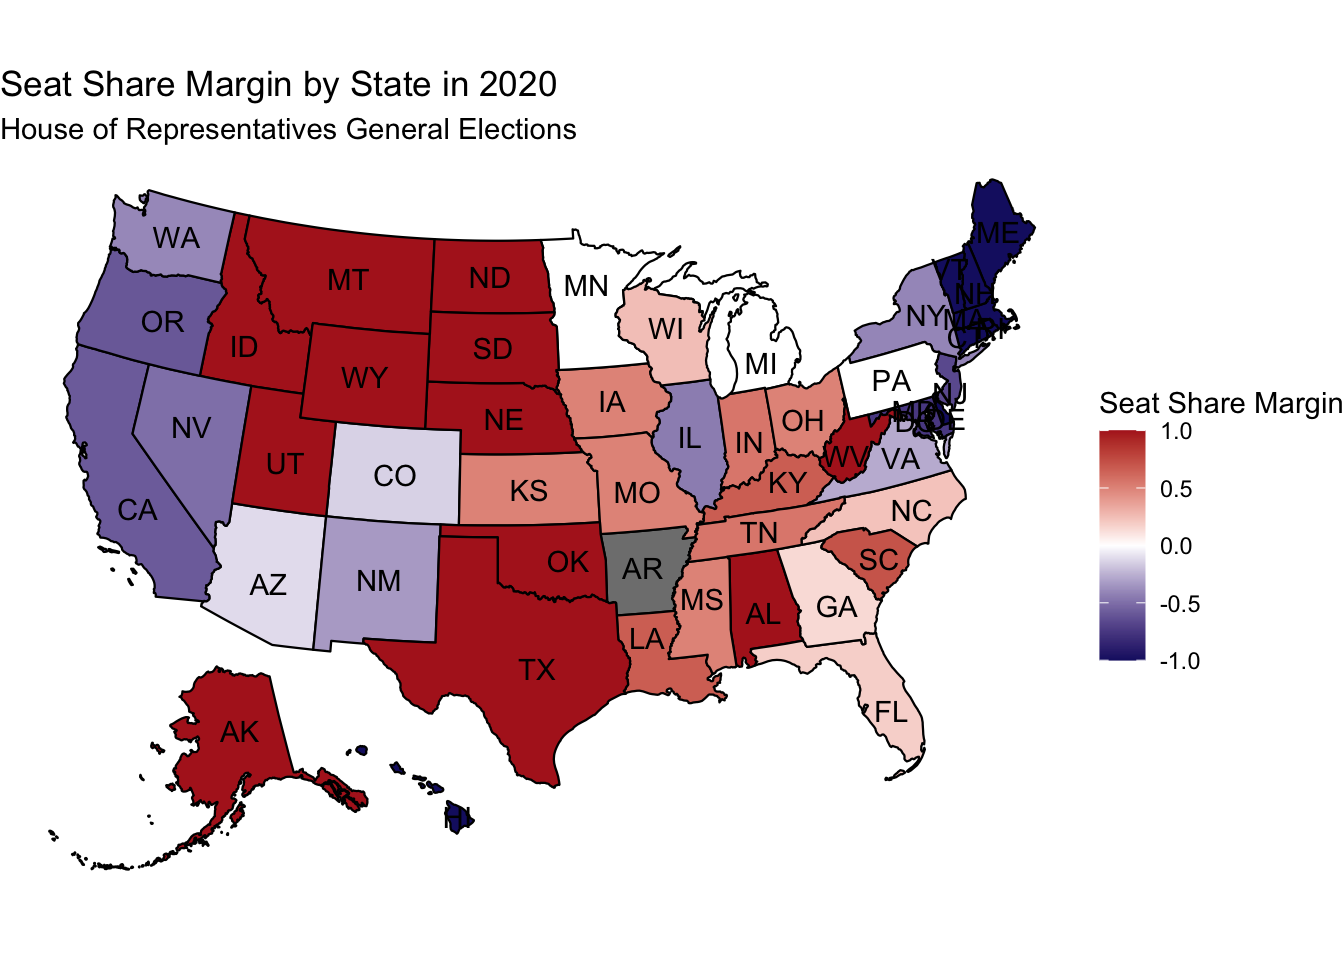 Seat Share Margin by State in 2020
House of Representatives General Elections
WA
MT
ND
MN
ME
VT
NH
OR
ID
SD
WI
NY
MA
RI
WY
MI
PA
NJ
NE
IA
NV
UT
CO
IL
IN
OH
DE
CA
KS
MO
KY
WV
VA
NC
AZ
NM
OK
AR
TN
SC
MS
AL
GA
TX
LA
FL
AK
HI
Seat Share Margin
1.0
0.5
0.0
-0.5
-1.0